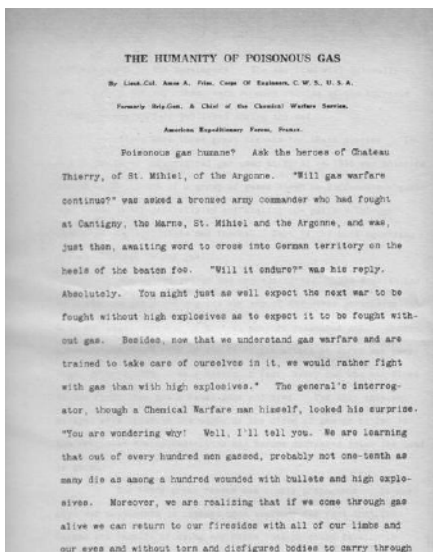 THE HUMANITY OF POISONOUS GAS
By Lieut.Col. Amos A. Fries, Corps Of Engineers, C. W. S., U. S. A.
Formerly Brig.Gen. & Chief of the Chemical Warfare Service,
American Expeditionary Forces, France.
Poisonous gas humane? Ask the heroes of Chateau
Thierry, of St. Mihiel, of the Argonne. "Will gas warfare
continue?" was asked a bronzed army commander who had fought
at Cantigny, the Marne, St. Mihiel and the Argonne, and was,
just then, awaiting word to cross into German territory on the
heels of the beaten foe. "Will it endure?" was his reply.
Absolutely. You might just as well expect the next war to be
fought without high explosives as to expect it to be fought with-
out gas. Besides, now that we understand gas warfare and are
trained to take care of ourselves in it, we would rather fight
with gas than with high explosives." The general's interrog-
ator, though a Chemical Warfare man himself, looked his surprise.
"You are wondering why! Well, I'll tell you. We are learning
that out of every hundred men gassed, probably not one-tenth as
many die as among a hundred wounded with bullets and high explo-
sives. Moreover, we are realizing that if we come through gas
alive we can return to our firesides with all of our limbs and
our eyes and without torn and disfigured bodies to carry through